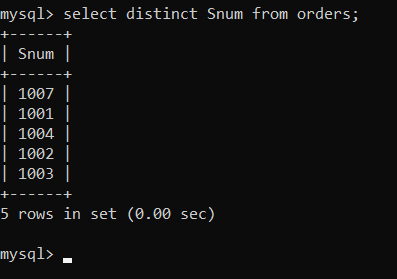 mysql> select distinct Snum from orders;
+------+
| Snum |
+------+
| 1007 |
| 1001 |
| 1004 |
| 1002 |
| 1003 |
+------+
5 rows in set (0.00 sec)
mysql>